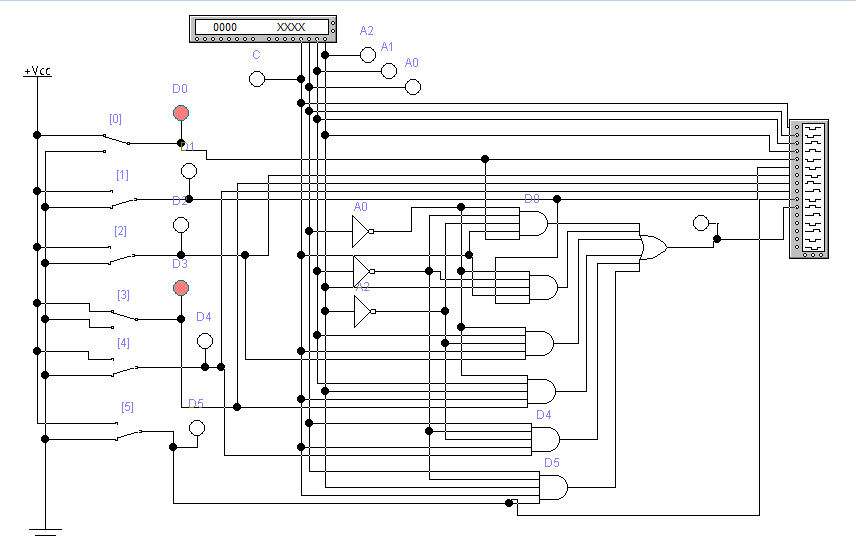 0000 XXXX
A2
A1
C
A0
+Vcc
D0
[0]
D1
[1]
D2
D0
A0
[2]
D3
A2
[3]
D4
[4]
D5
[5]
D4
D5